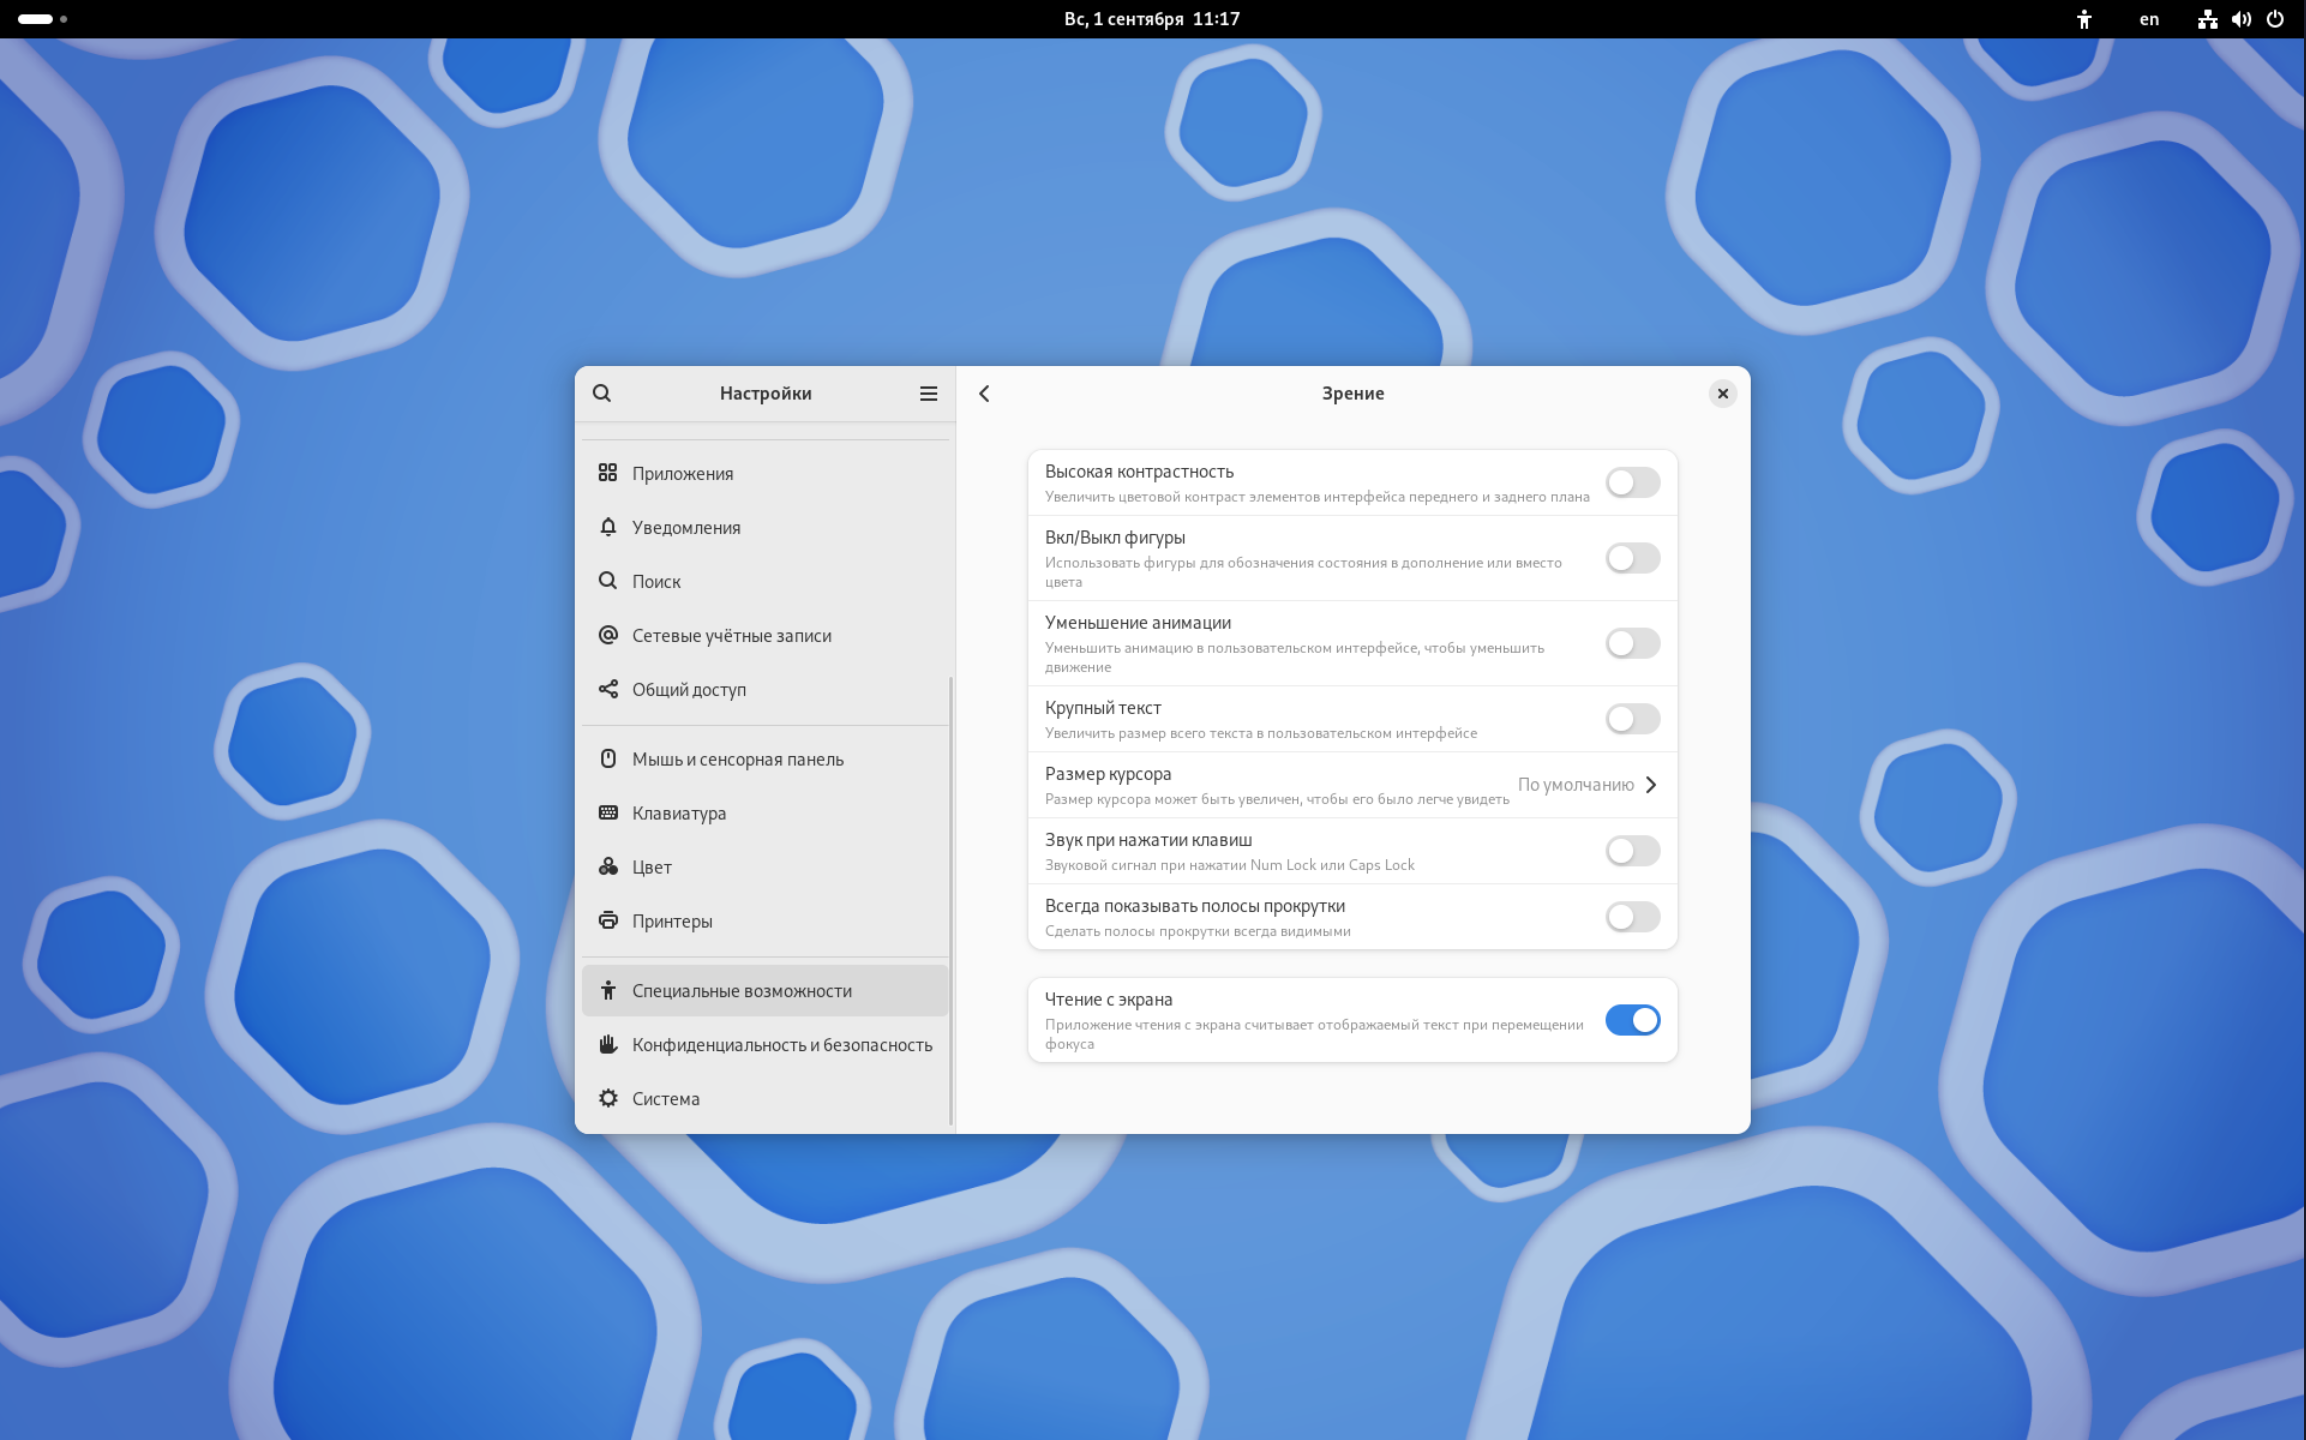 Вс, 1 сентября 11:17
en
Настройки
Приложения
Уведомления
Поиск
Сетевые учётные записи
Общий доступ
Мышь и сенсорная панель
Клавиатура
Цвет
Принтеры
Специальные возможности
Конфиденциальность и безопасность
Система
Зрение
Высокая контрастность
Увеличить цветовой контраст элементов интерфейса переднего и заднего плана
Вкл/Выкл фигуры
Использовать фигуры для обозначения состояния в дополнение или вместо
цвета
Уменьшение анимации
Уменьшить анимацию в пользовательском интерфейсе, чтобы уменьшить
движение
Крупный текст
Увеличить размер всего текста в пользовательском интерфейсе
Размер курсора
Размер курсора может быть увеличен, чтобы его было легче увидеть
По умолчанию
Звук при нажатии клавиш
Звуковой сигнал при нажатии Num Lock или Caps Lock
Всегда показывать полосы прокрутки
Сделать полосы прокрутки всегда видимыми
Чтение с экрана
Приложение чтения с экрана считывает отображаемый текст при перемещении
фокуса